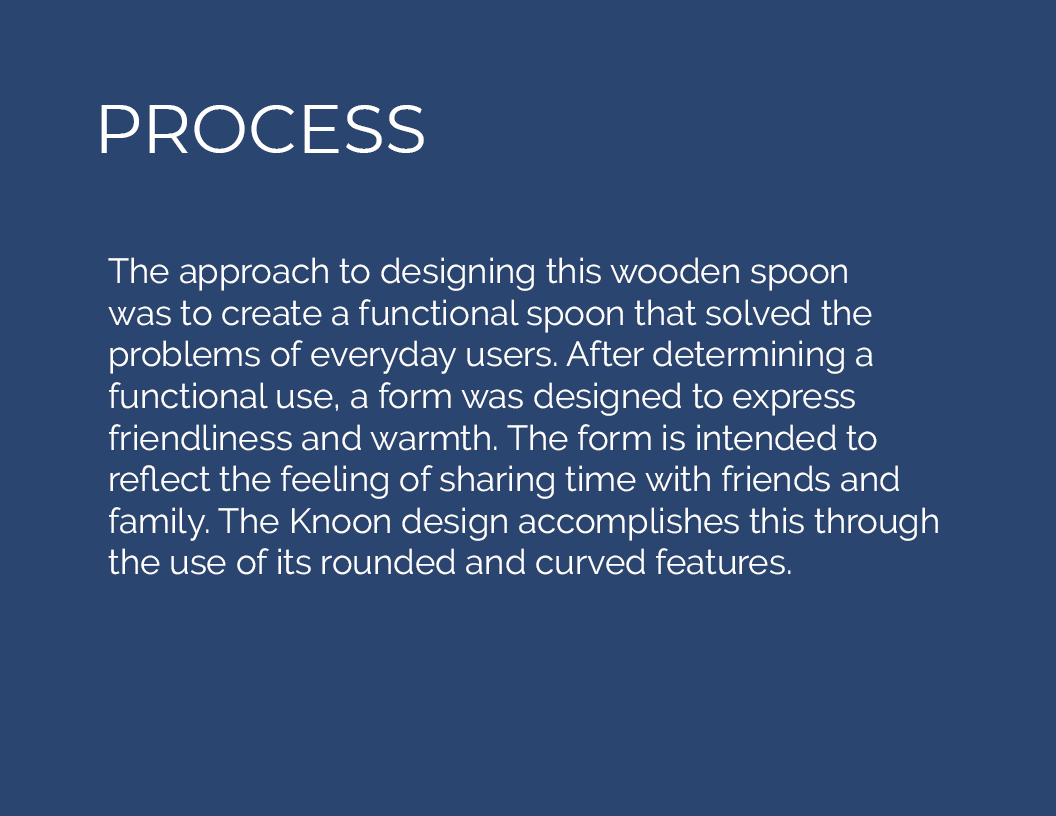 PROCESS
The approach to designing this wooden spoon
was to create a functional spoon that solved the
problems of everyday users. After determining a
functional use, a form was designed to express
friendliness and warmth. The form is intended to
reflect the feeling of sharing time with friends and
family. The Knoon design accomplishes this through
the use of its rounded and curved features.